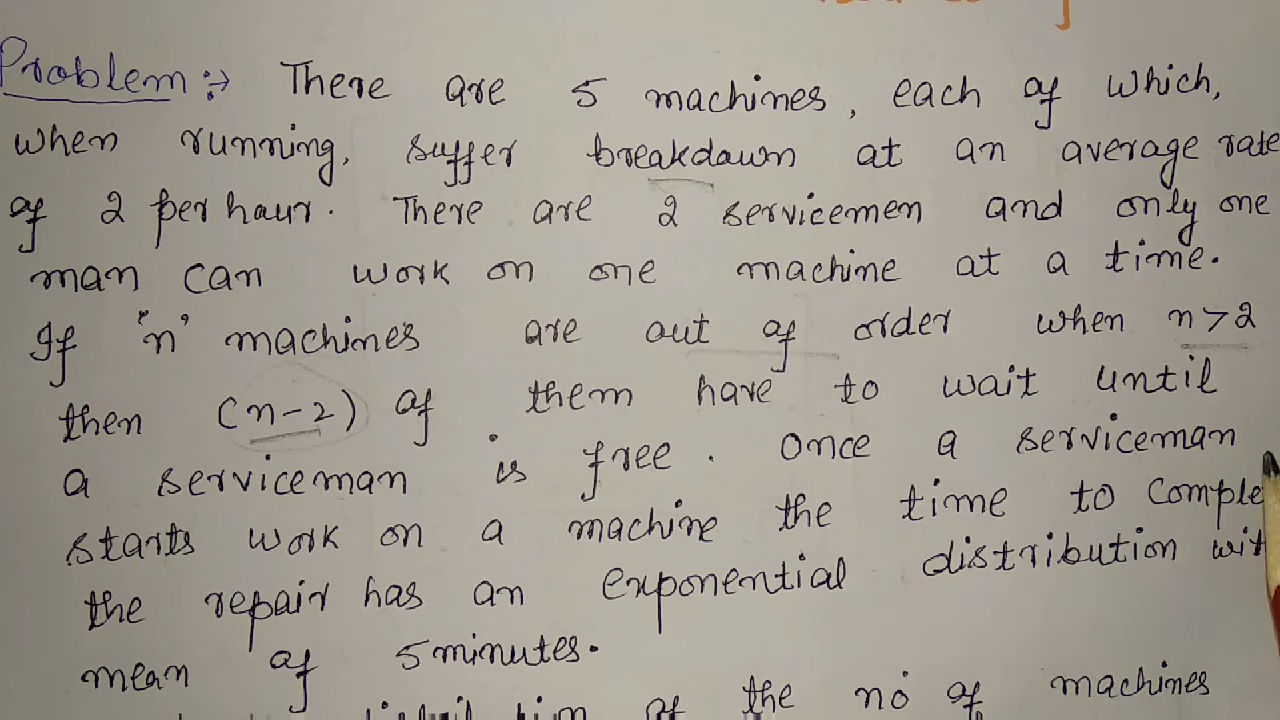 Problem :→ There are 5 machines, each of which,
when running, suffer breakdown at an average rate
of 2 per hour. There are 2 servicemen and only one
man can work on one machine at a time.
If 'n' machines are out of order when n>2
then (n-2) of them have to wait until
a serviceman is free. Once a serviceman
starts work on a machine the time to comple
the repair has an exponential distribution wit
mean of 5 minutes.
of the no of machines